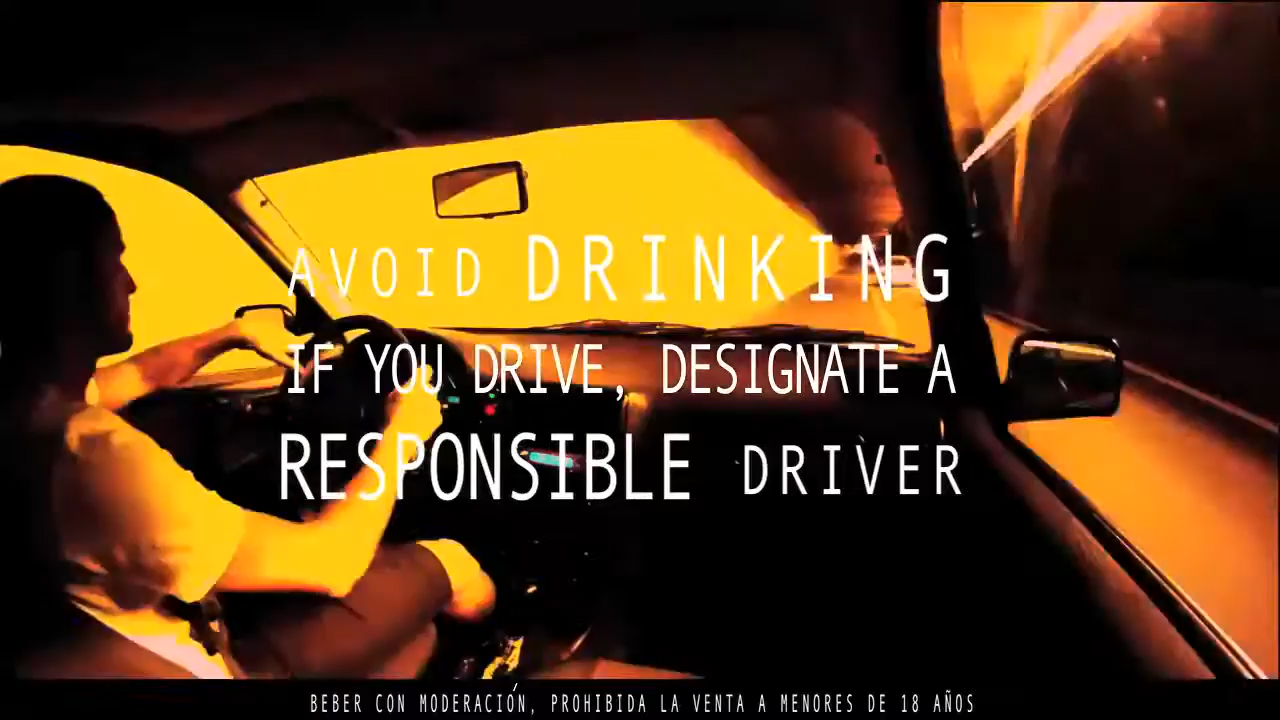 AVOID DRINKING
IF YOU DRIVE, DESIGNATE A
RESPONSIBLE DRIVER
BEBER CON MODERACIÓN, PROHIBIDA LA VENTA A MENORES DE 18 AÑOS